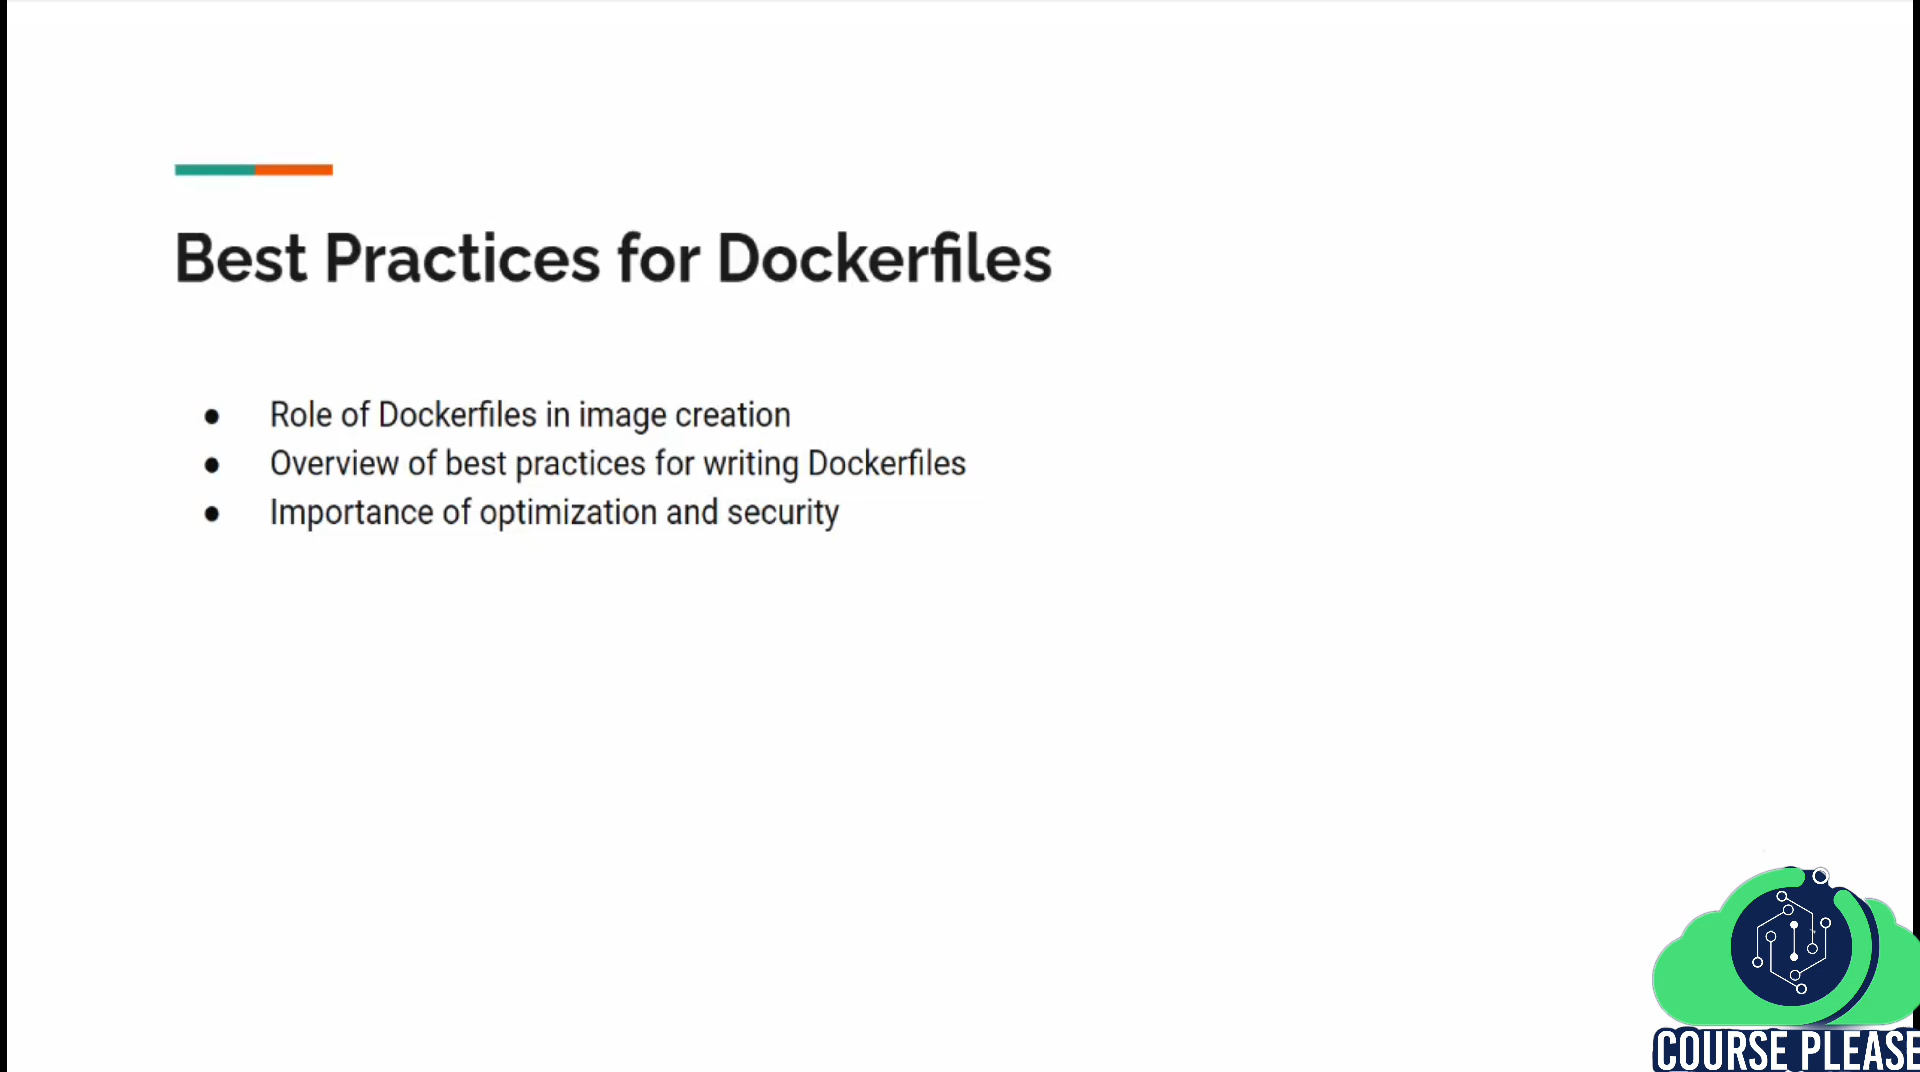 Best Practices for Dockerfiles
● Role of Dockerfiles in image creation
● Overview of best practices for writing Dockerfiles
● Importance of optimization and security
COURSE PLEASE